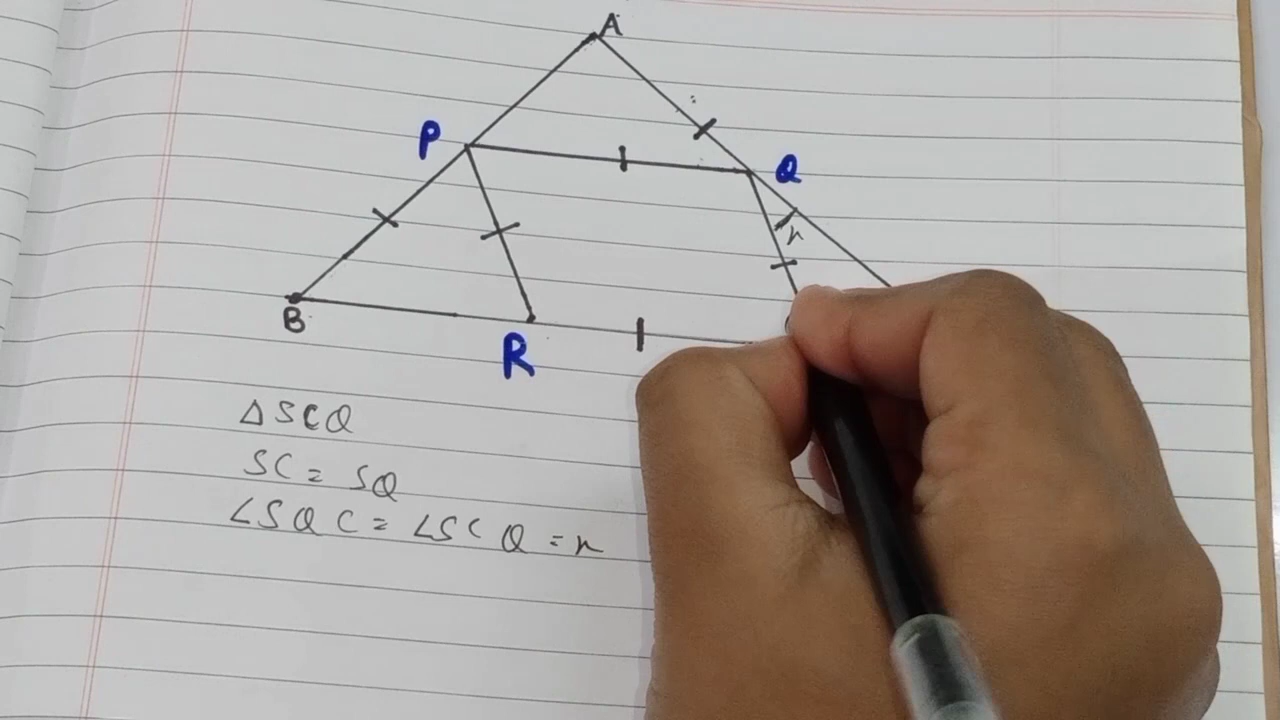 A
P
Q
n
B
R
ΔSCQ
SC = SQ
∠SQC = ∠SCQ = n